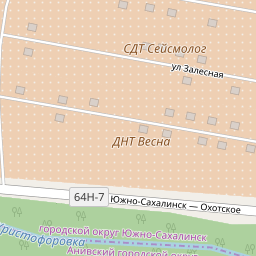 СДТ Сейсмолог
ул Залесная
ДНТ Весна
64Н-7
Южно-Сахалинск — Охотское
городской округ Южно-Сахалинск
Христофоровка
Анивский городской округ